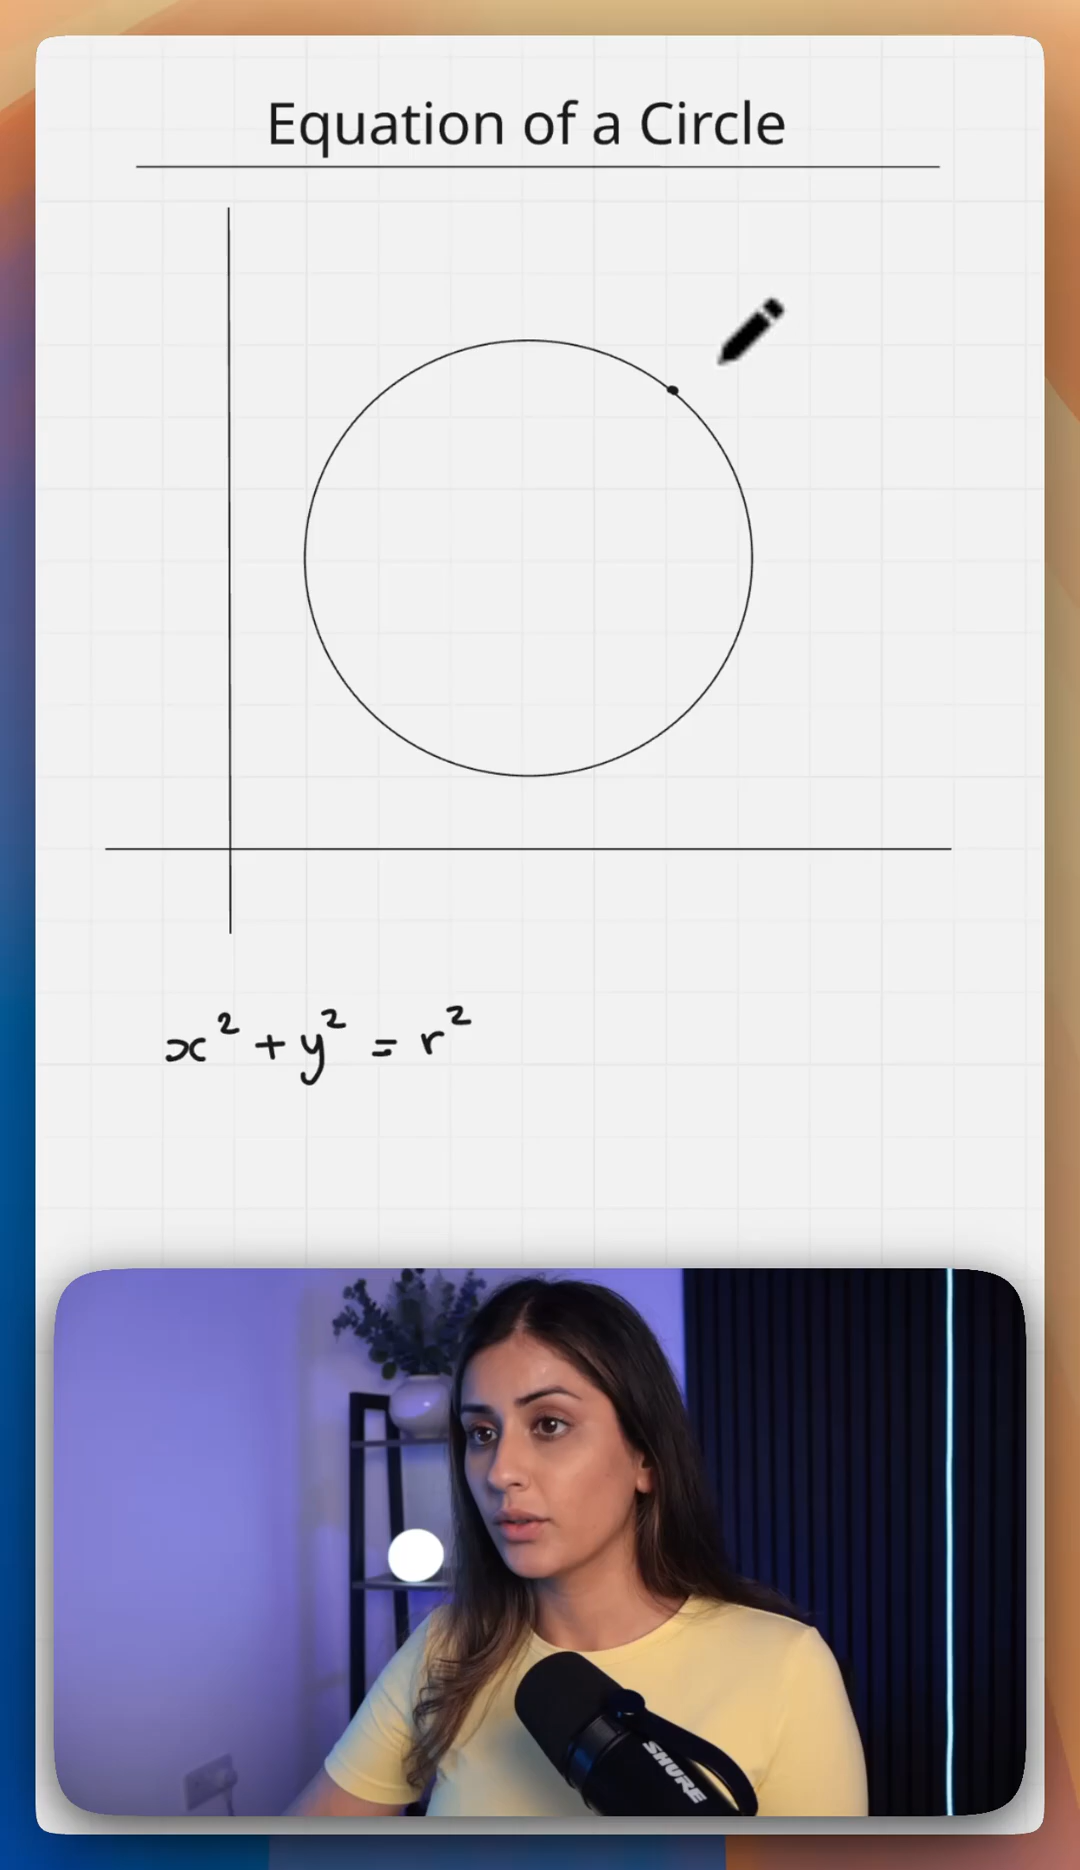 Equation of a Circle
x² + y² = r²
SHURE